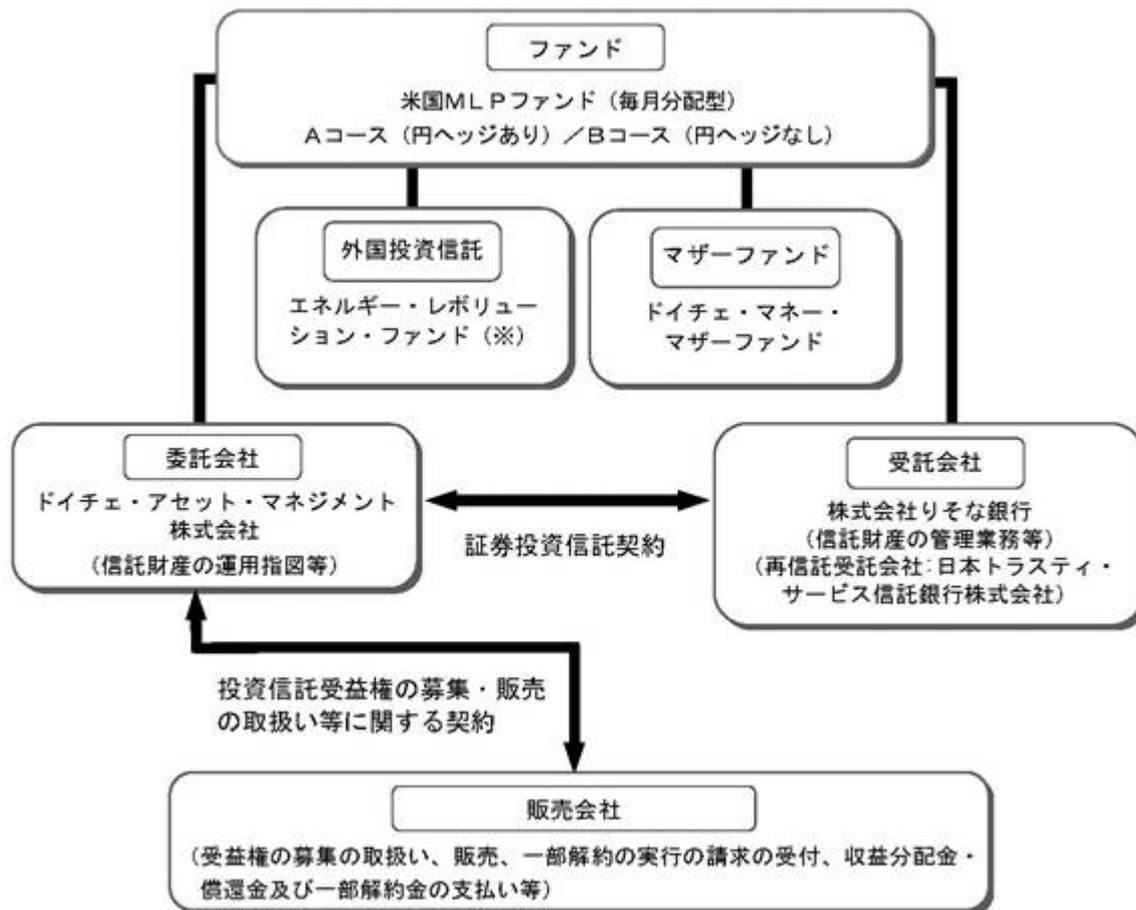 ファンド
米国MLPファンド（毎月分配型）
Aコース（円ヘッジあり）／Bコース（円ヘッジなし）
外国投資信託
エネルギー・レボリュー
ション・ファンド（※）
マザーファンド
ドイチェ・マネー・
マザーファンド
委託会社
ドイチェ・アセット・マネジメント
株式会社
（信託財産の運用指図等）
証券投資信託契約
受託会社
株式会社りそな銀行
（信託財産の管理業務等）
（再信託受託会社：日本トラスティ・
サービス信託銀行株式会社）
投資信託受益権の募集・販売
の取扱い等に関する契約
販売会社
（受益権の募集の取扱い、販売、一部解約の実行の請求の受付、収益分配金・
償還金及び一部解約金の支払い等）